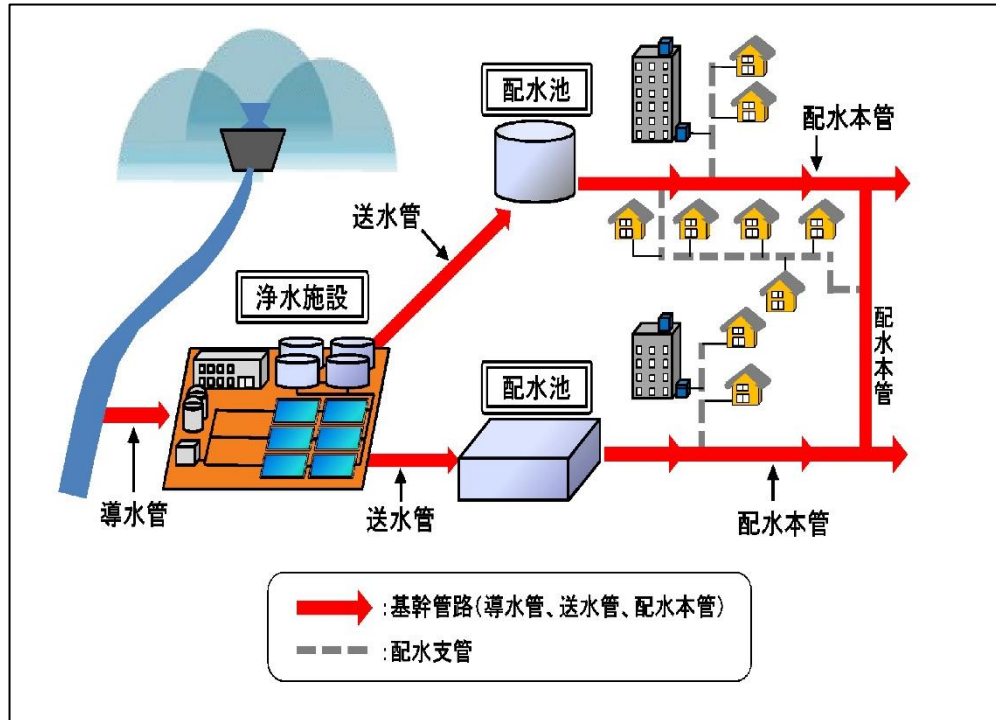 配水池
配水本管
送水管
浄水施設
配水本管
配水池
導水管
送水管
配水本管
:基幹管路(導水管、送水管、配水本管)
:配水支管